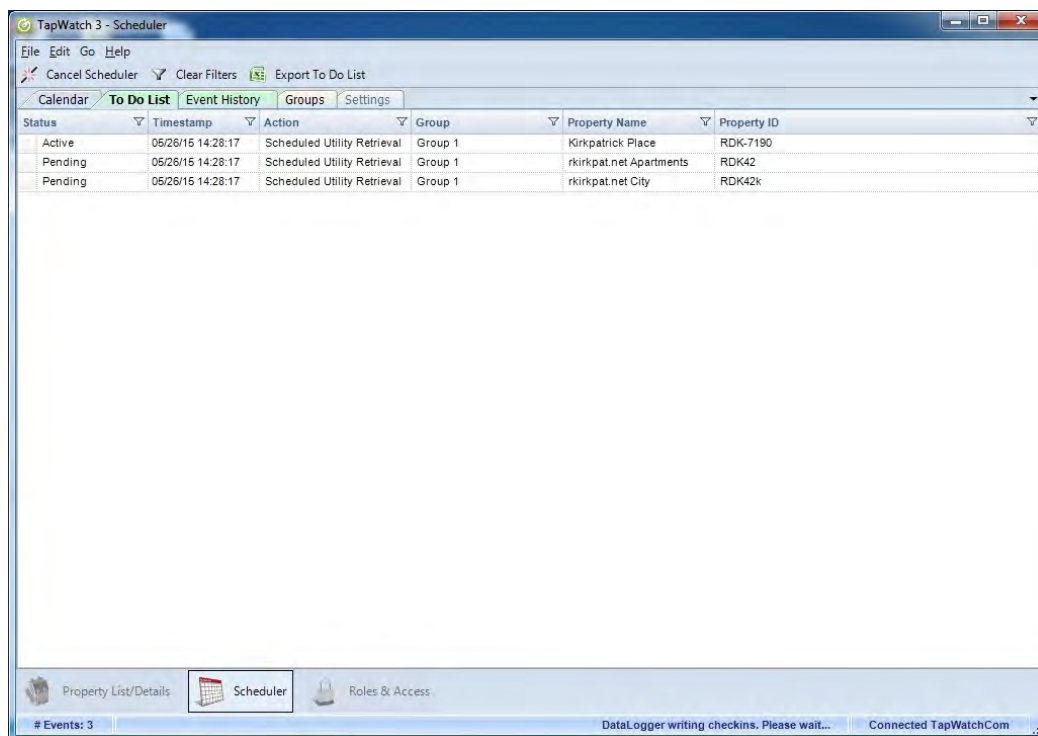 TapWatch 3 - Scheduler
File Edit Go Help
Cancel Scheduler Clear Filters Export To Do List
Calendar To Do List Event History Groups Settings
Status Timestamp Action Group Property Name Property ID
Active 05/26/15 14:28:17 Scheduled Utility Retrieval Group 1 Kirkpatrick Place RDK-7190
Pending 05/26/15 14:28:17 Scheduled Utility Retrieval Group 1 rkirkpat.net Apartments RDK42
Pending 05/26/15 14:28:17 Scheduled Utility Retrieval Group 1 rkirkpat.net City RDK42k
Property List/Details Scheduler Roles & Access
# Events: 3 DataLogger writing checkins. Please wait... Connected TapWatchCom